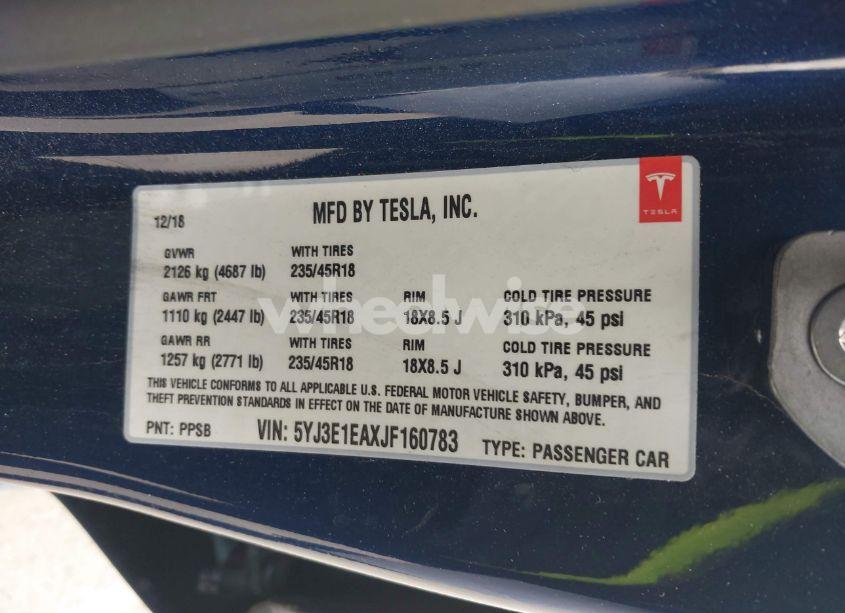 12/18 MFD BY TESLA, INC. TESLA
GVWR WITH TIRES
2126 kg (4687 lb) 235/45R18
GAWR FRT WITH TIRES RIM COLD TIRE PRESSURE
1110 kg (2447 lb) 235/45R18 18X8.5 J 310 kPa, 45 psi
GAWR RR WITH TIRES RIM COLD TIRE PRESSURE
1257 kg (2771 lb) 235/45R18 18X8.5 J 310 kPa, 45 psi
THIS VEHICLE CONFORMS TO ALL APPLICABLE U.S. FEDERAL MOTOR VEHICLE SAFETY, BUMPER, AND
THEFT PREVENTION STANDARDS IN EFFECT ON THE DATE OF MANUFACTURE SHOWN ABOVE.
PNT: PPSB VIN: 5YJ3E1EAXJF160783 TYPE: PASSENGER CAR
wheelwise